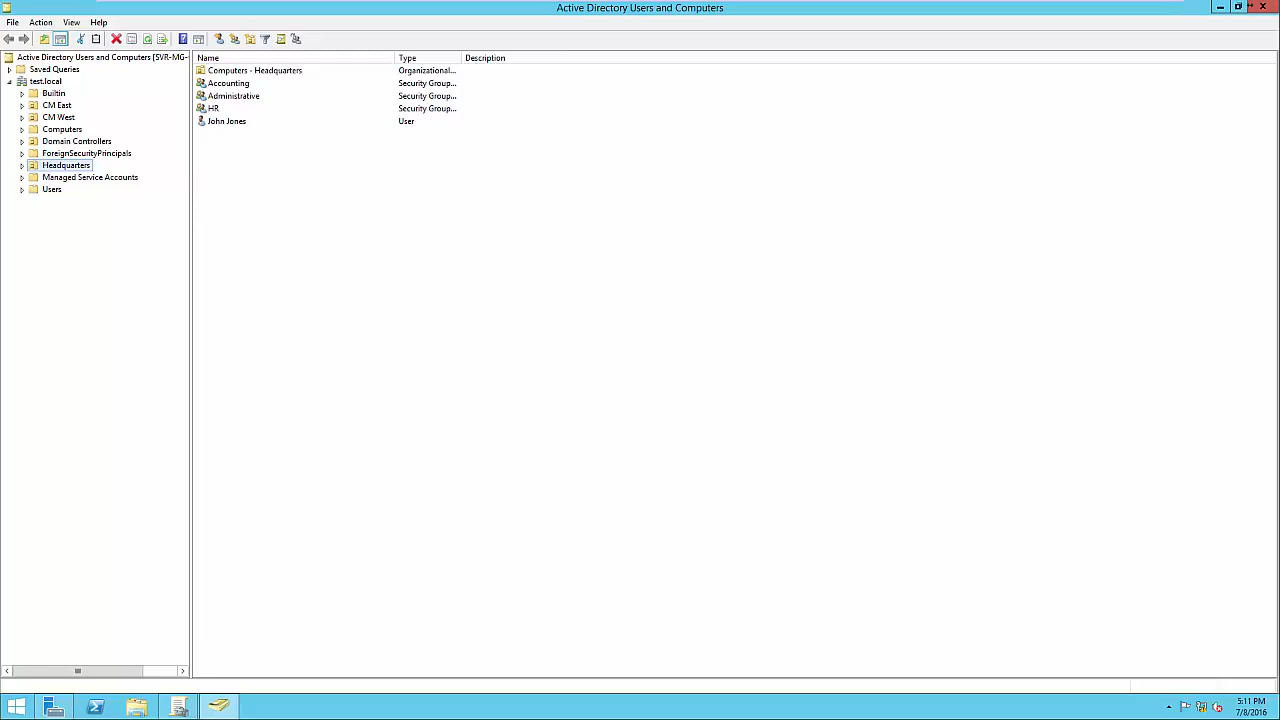 Active Directory Users and Computers
File Action View Help
Active Directory Users and Computers [SVR-MG-
Saved Queries
test.local
Builtin
CM East
CM West
Computers
Domain Controllers
ForeignSecurityPrincipals
Headquarters
Managed Service Accounts
Users
Name Type Description
Computers - Headquarters Organizational...
Accounting Security Group...
Administrative Security Group...
HR Security Group...
John Jones User
5:11 PM
7/8/2016